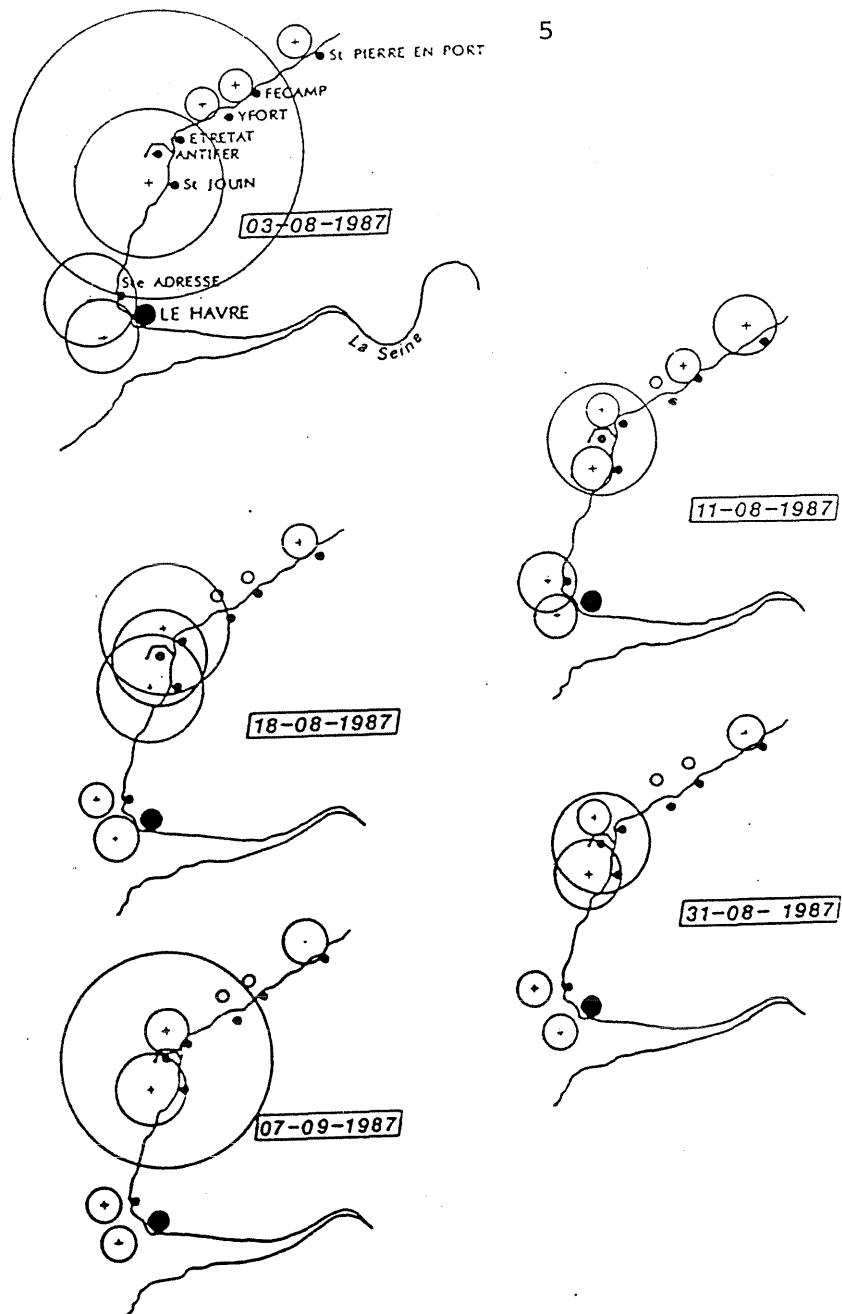 5
St PIERRE EN PORT
FECAMP
YFORT
ETRETAT
ANTIFER
St JOUIN
03-08-1987
Ste ADRESSE
LE HAVRE
La Seine
11-08-1987
18-08-1987
31-08- 1987
07-09-1987